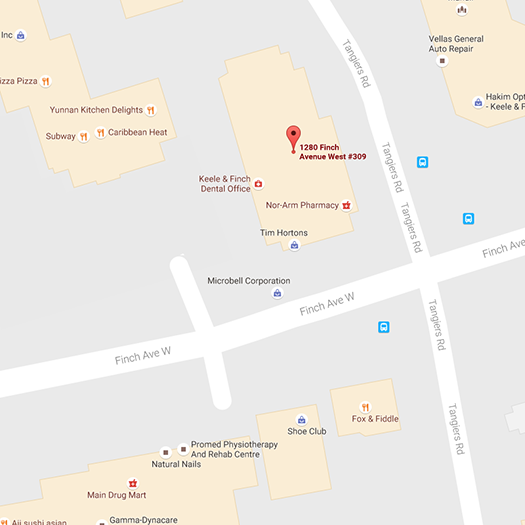 Inc
Vellas General
Auto Repair
Tangiers Rd
izza Pizza
Hakim Opt
- Keele & F
Yunnan Kitchen Delights
Subway
Caribbean Heat
1280 Finch
Avenue West #309
Tangiers Rd
Keele & Finch
Dental Office
Nor-Arm Pharmacy
Tangiers Rd
Tim Hortons
Finch Ave
Microbell Corporation
Finch Ave W
Tangiers Rd
Finch Ave W
Fox & Fiddle
Shoe Club
Tangiers Rd
Promed Physiotherapy
And Rehab Centre
Natural Nails
Main Drug Mart
Aji sushi asian
Gamma-Dynacare